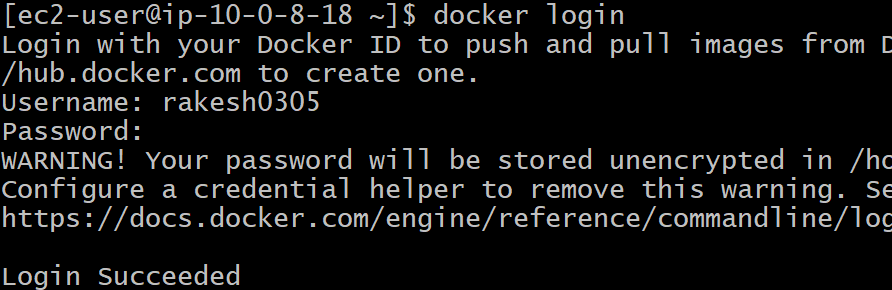 [ec2-user@ip-10-0-8-18 ~]$ docker login
Login with your Docker ID to push and pull images from D
/hub.docker.com to create one.
Username: rakesh0305
Password:
WARNING! Your password will be stored unencrypted in /ho
Configure a credential helper to remove this warning. Se
https://docs.docker.com/engine/reference/commandline/log
Login Succeeded